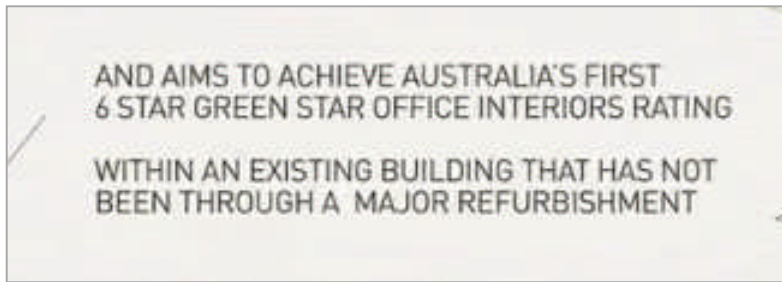 AND AIMS TO ACHIEVE AUSTRALIA'S FIRST
6 STAR GREEN STAR OFFICE INTERIORS RATING
WITHIN AN EXISTING BUILDING THAT HAS NOT
BEEN THROUGH A MAJOR REFURBISHMENT